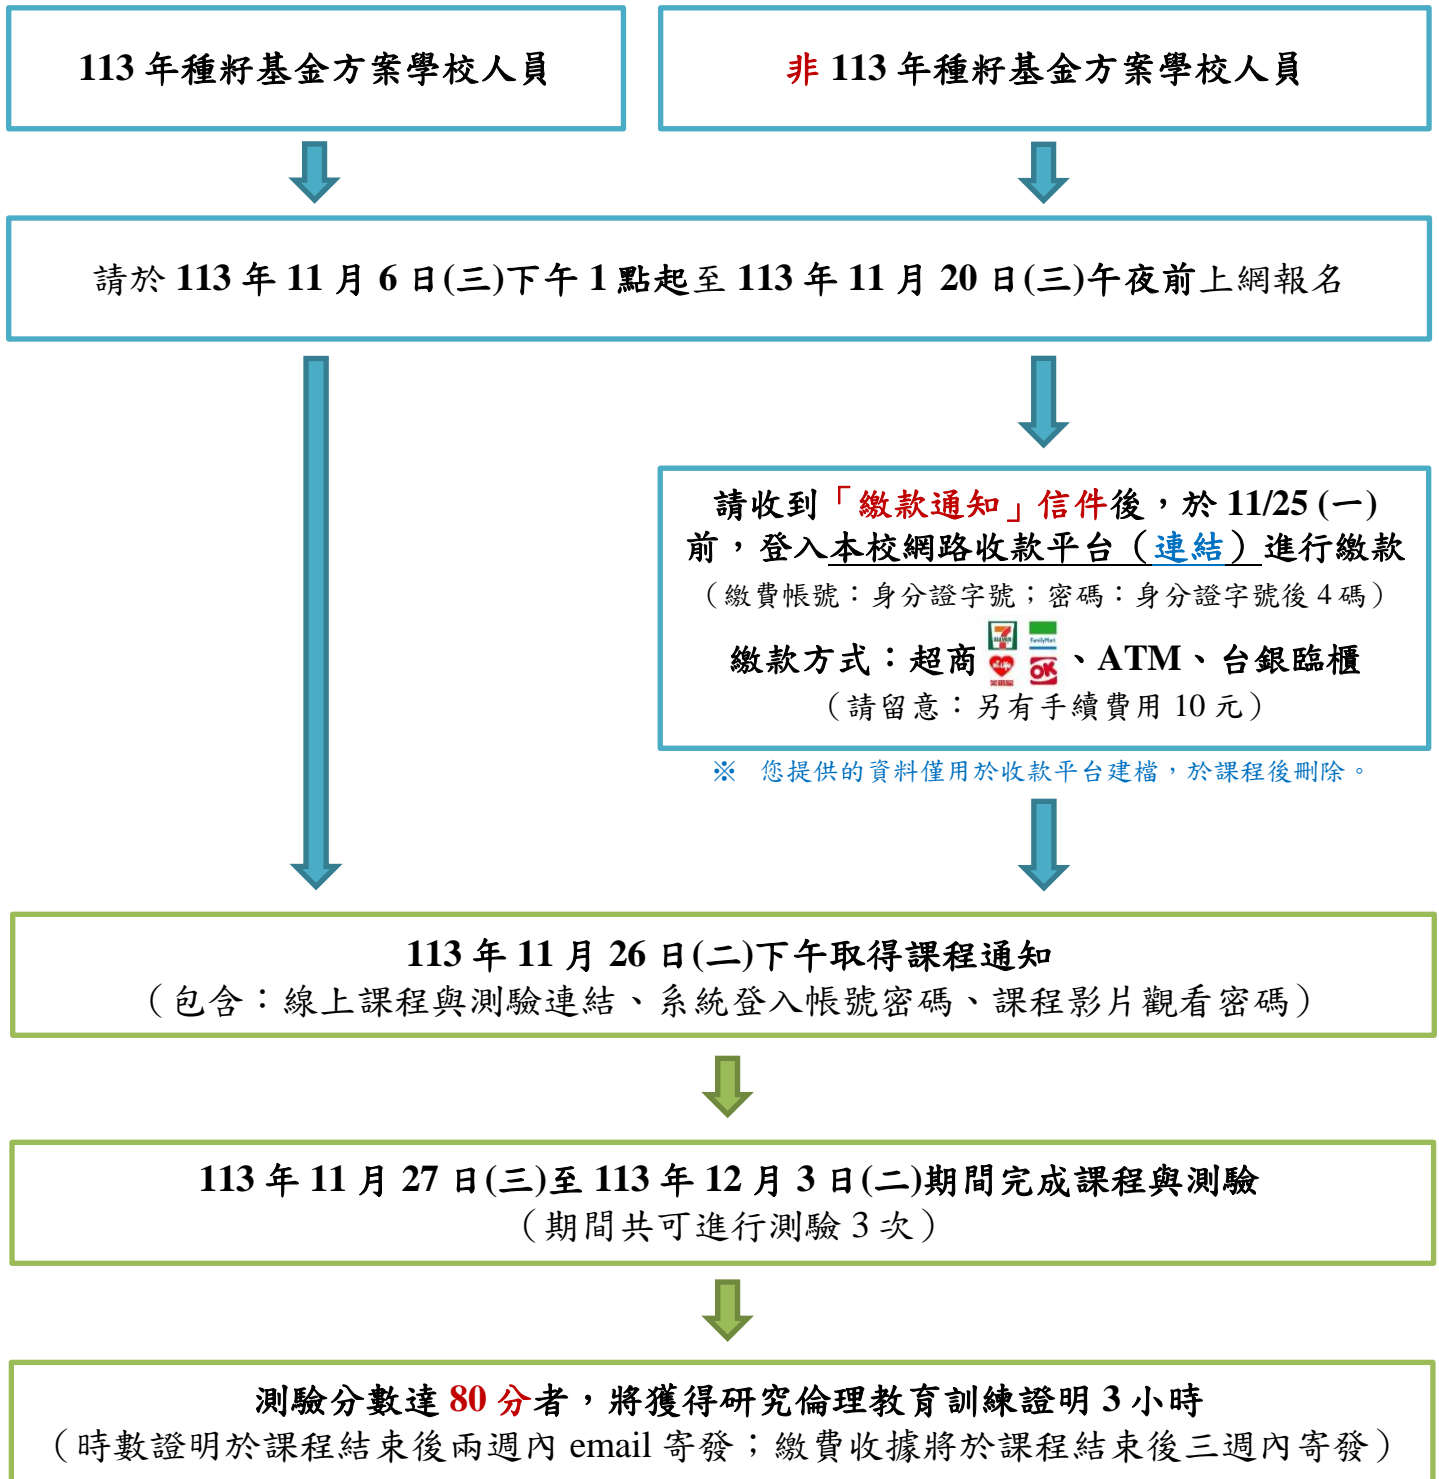 113 年種籽基金方案學校人員
非 113 年種籽基金方案學校人員
請於 113 年 11 月 6 日(三)下午 1 點起至 113 年 11 月 20 日(三)午夜前上網報名
請收到「繳款通知」信件後，於 11/25 (一)
前，登入本校網路收款平台（連結）進行繳款
（繳費帳號：身分證字號；密碼：身分證字號後 4 碼）
繳款方式：超商 7 ELEVEN FamilyMart 萊爾富 OK 、ATM、台銀臨櫃
（請留意：另有手續費用 10 元）
※ 您提供的資料僅用於收款平台建檔，於課程後刪除。
113 年 11 月 26 日(二)下午取得課程通知
（包含：線上課程與測驗連結、系統登入帳號密碼、課程影片觀看密碼）
113 年 11 月 27 日(三)至 113 年 12 月 3 日(二)期間完成課程與測驗
（期間共可進行測驗 3 次）
測驗分數達 80 分者，將獲得研究倫理教育訓練證明 3 小時
（時數證明於課程結束後兩週內 email 寄發；繳費收據將於課程結束後三週內寄發）